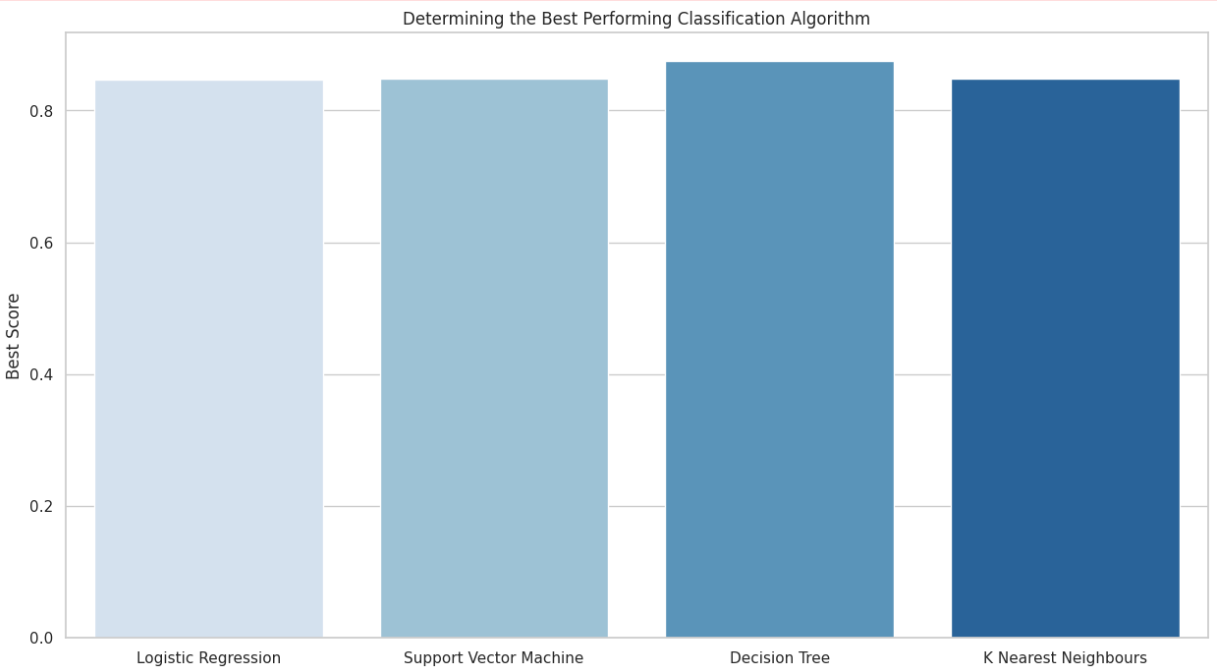 Determining the Best Performing Classification Algorithm
Best Score
0.8
0.6
0.4
0.2
0.0
Logistic Regression
Support Vector Machine
Decision Tree
K Nearest Neighbours